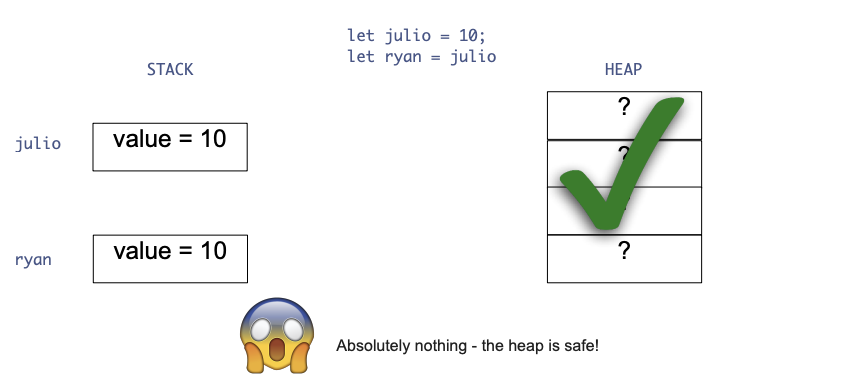 let julio = 10;
let ryan = julio
STACK
HEAP
julio
value = 10
ryan
value = 10
?
?
?
Absolutely nothing - the heap is safe!